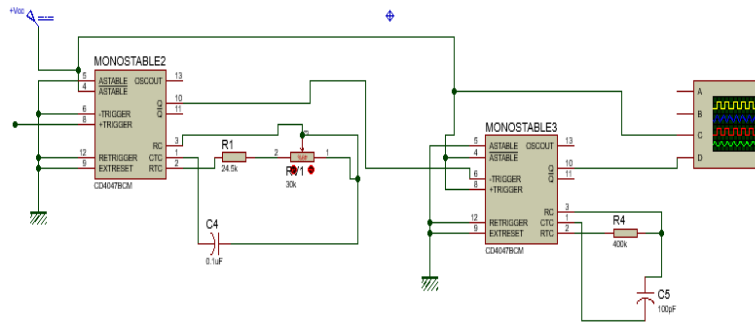 +Vcc
MONOSTABLE2
5 ASTABLE OSCOUT 13
4 ASTABLE
Q 10
6 -TRIGGER Q 11
8 +TRIGGER
RC 3
12 RETRIGGER CTC 1
9 EXTRESET RTC 2
CD4047BCM
R1
24.5k
2 1
30k
C4
0.1uF
MONOSTABLE3
5 ASTABLE OSCOUT 13
4 ASTABLE
Q 10
6 -TRIGGER Q 11
8 +TRIGGER
RC 3
12 RETRIGGER CTC 1
9 EXTRESET RTC 2
CD4047BCM
R4
400k
C5
100pF
A
B
C
D